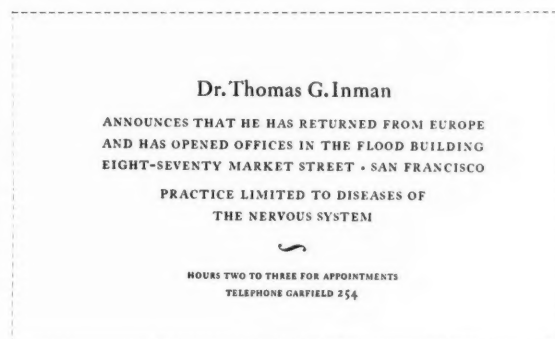 Dr. Thomas G. Inman
ANNOUNCES THAT HE HAS RETURNED FROM EUROPE
AND HAS OPENED OFFICES IN THE FLOOD BUILDING
EIGHT-SEVENTY MARKET STREET • SAN FRANCISCO
PRACTICE LIMITED TO DISEASES OF
THE NERVOUS SYSTEM
HOURS TWO TO THREE FOR APPOINTMENTS
TELEPHONE GARFIELD 254